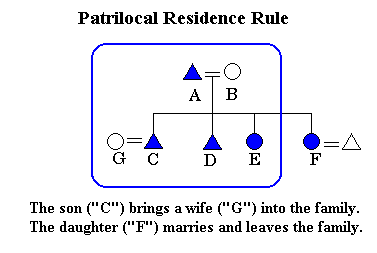 Patrilocal Residence Rule
A B
G C D E F
The son ("C") brings a wife ("G") into the family.
The daughter ("F") marries and leaves the family.